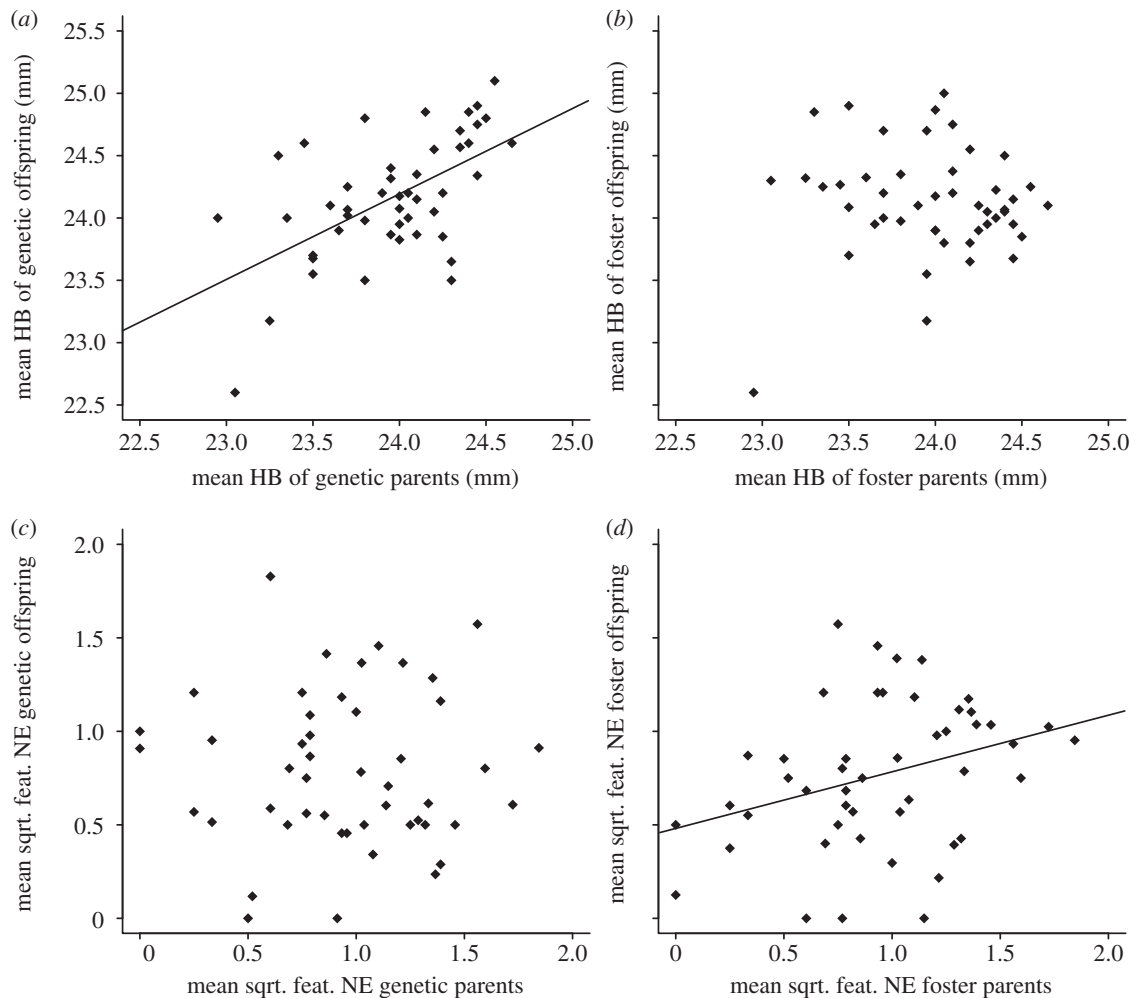 (a)
25.5
25.0
24.5
24.0
23.5
23.0
22.5
mean HB of genetic offspring (mm)
22.5 23.0 23.5 24.0 24.5 25.0
mean HB of genetic parents (mm)
(b)
mean HB of foster offspring (mm)
22.5 23.0 23.5 24.0 24.5 25.0
mean HB of foster parents (mm)
(c)
2.0
1.5
1.0
0.5
0
mean sqrt. feat. NE genetic offspring
0 0.5 1.0 1.5 2.0
mean sqrt. feat. NE genetic parents
(d)
mean sqrt. feat. NE foster offspring
0 0.5 1.0 1.5 2.0
mean sqrt. feat. NE foster parents